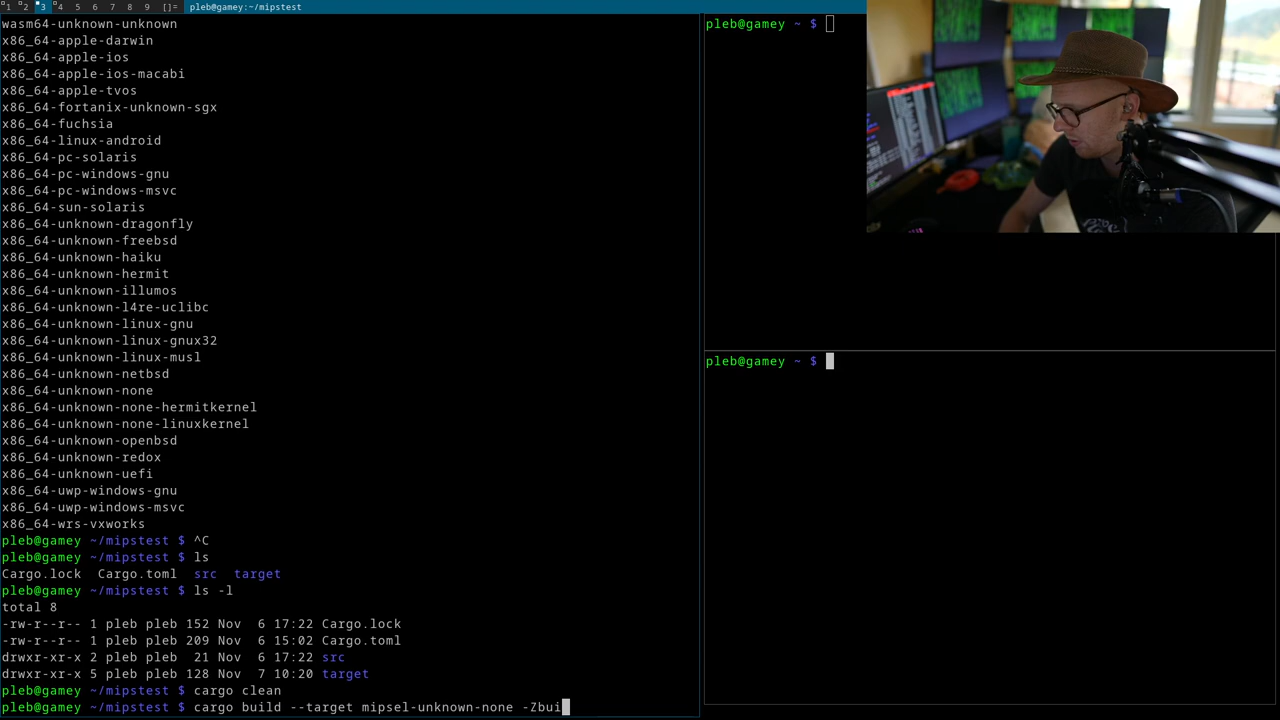 1 2 3 4 5 6 7 8 9 []= pleb@gamey:~/mipstest
wasm64-unknown-unknown
x86_64-apple-darwin
x86_64-apple-ios
x86_64-apple-ios-macabi
x86_64-apple-tvos
x86_64-fortanix-unknown-sgx
x86_64-fuchsia
x86_64-linux-android
x86_64-pc-solaris
x86_64-pc-windows-gnu
x86_64-pc-windows-msvc
x86_64-sun-solaris
x86_64-unknown-dragonfly
x86_64-unknown-freebsd
x86_64-unknown-haiku
x86_64-unknown-hermit
x86_64-unknown-illumos
x86_64-unknown-l4re-uclibc
x86_64-unknown-linux-gnu
x86_64-unknown-linux-gnux32
x86_64-unknown-linux-musl
x86_64-unknown-netbsd
x86_64-unknown-none
x86_64-unknown-none-hermitkernel
x86_64-unknown-none-linuxkernel
x86_64-unknown-openbsd
x86_64-unknown-redox
x86_64-unknown-uefi
x86_64-uwp-windows-gnu
x86_64-uwp-windows-msvc
x86_64-wrs-vxworks
pleb@gamey ~/mipstest $ ^C
pleb@gamey ~/mipstest $ ls
Cargo.lock  Cargo.toml  src  target
pleb@gamey ~/mipstest $ ls -l
total 8
-rw-r--r-- 1 pleb pleb 152 Nov  6 17:22 Cargo.lock
-rw-r--r-- 1 pleb pleb 209 Nov  6 15:02 Cargo.toml
drwxr-xr-x 2 pleb pleb  21 Nov  6 17:22 src
drwxr-xr-x 5 pleb pleb 128 Nov  7 10:20 target
pleb@gamey ~/mipstest $ cargo clean
pleb@gamey ~/mipstest $ cargo build --target mipsel-unknown-none -Zbui
pleb@gamey ~ $
pleb@gamey ~ $